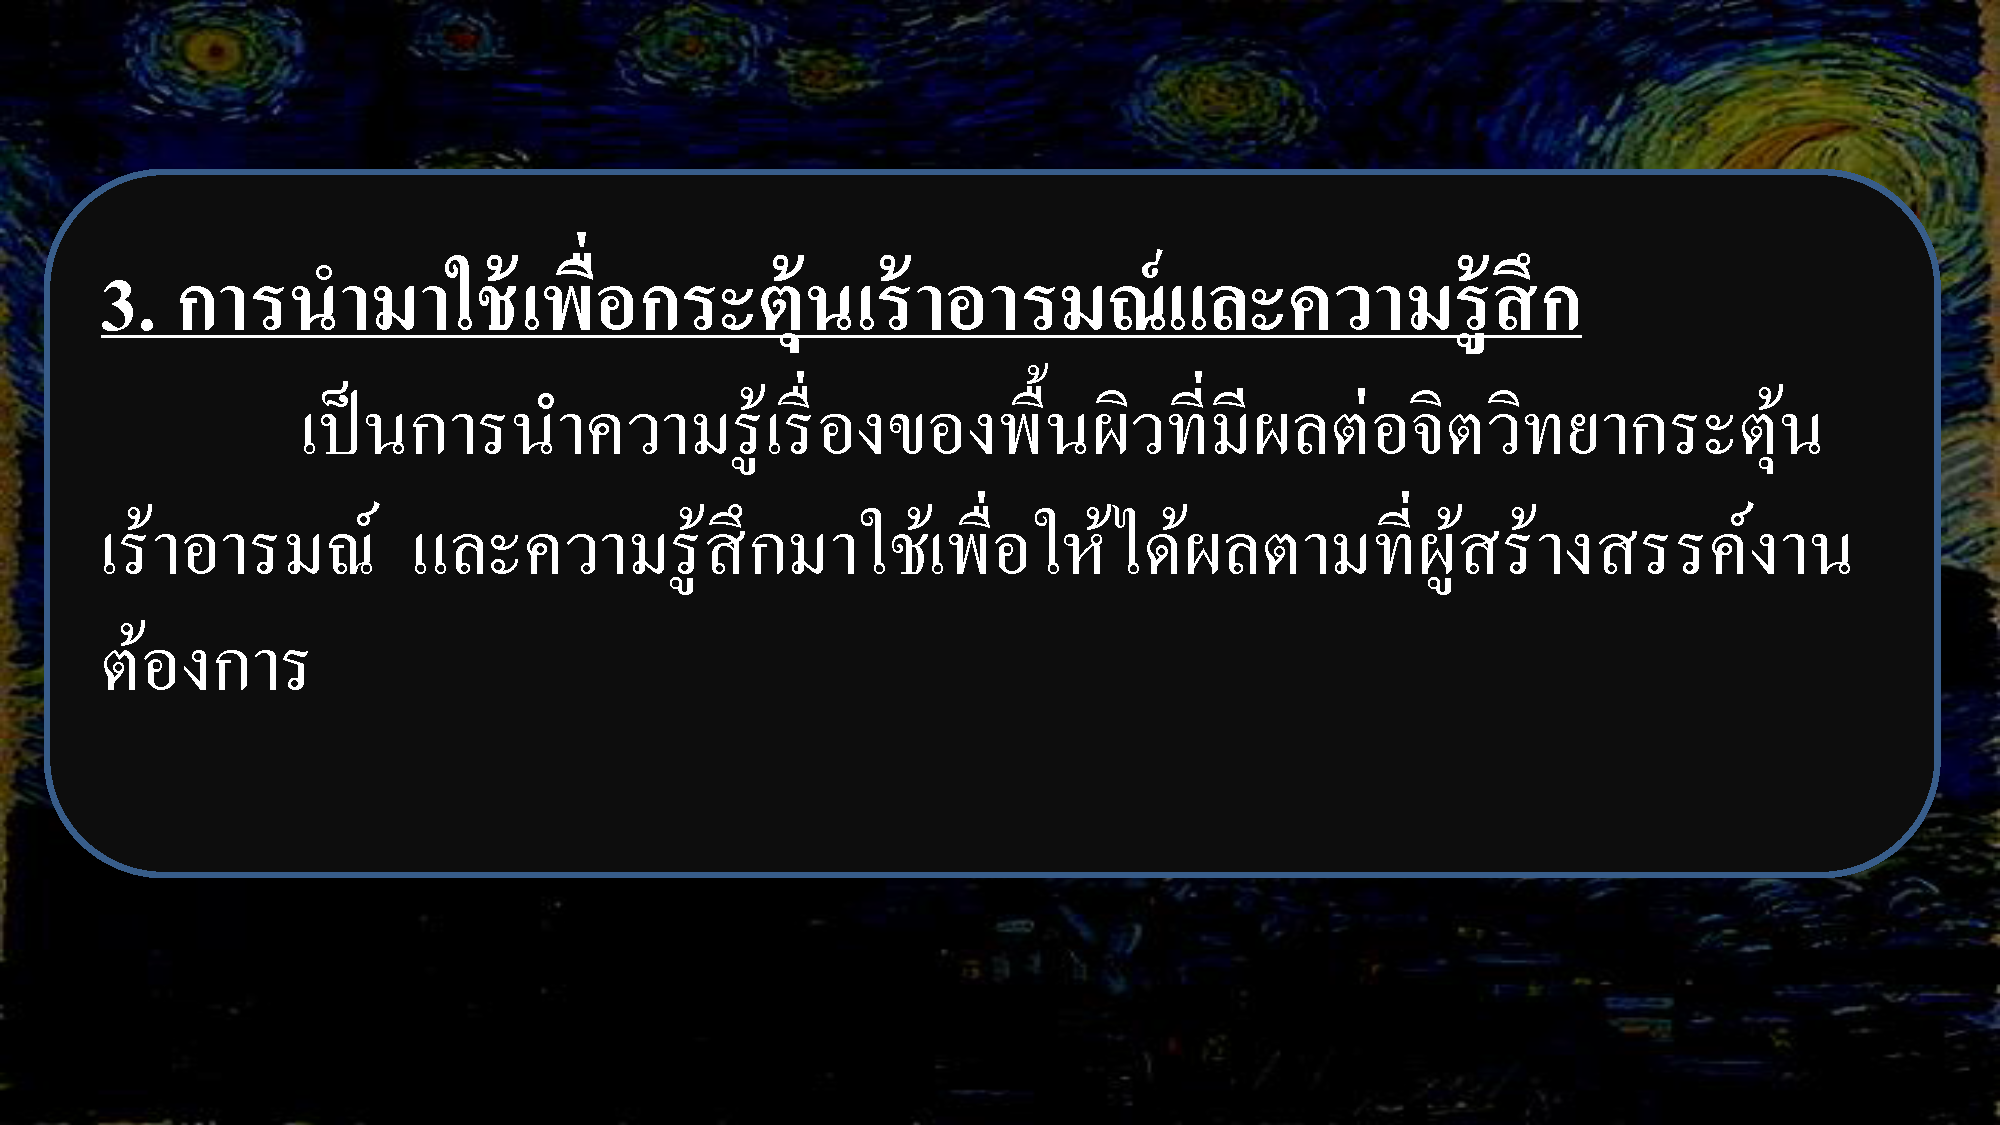 3. การนำมาใช้เพื่อกระตุ้นเร้าอารมณ์และความรู้สึก
เป็นการนำความรู้เรื่องของพื้นผิวที่มีผลต่อจิตวิทยากระตุ้น
เร้าอารมณ์ และความรู้สึกมาใช้เพื่อให้ได้ผลตามที่ผู้สร้างสรรค์งาน
ต้องการ